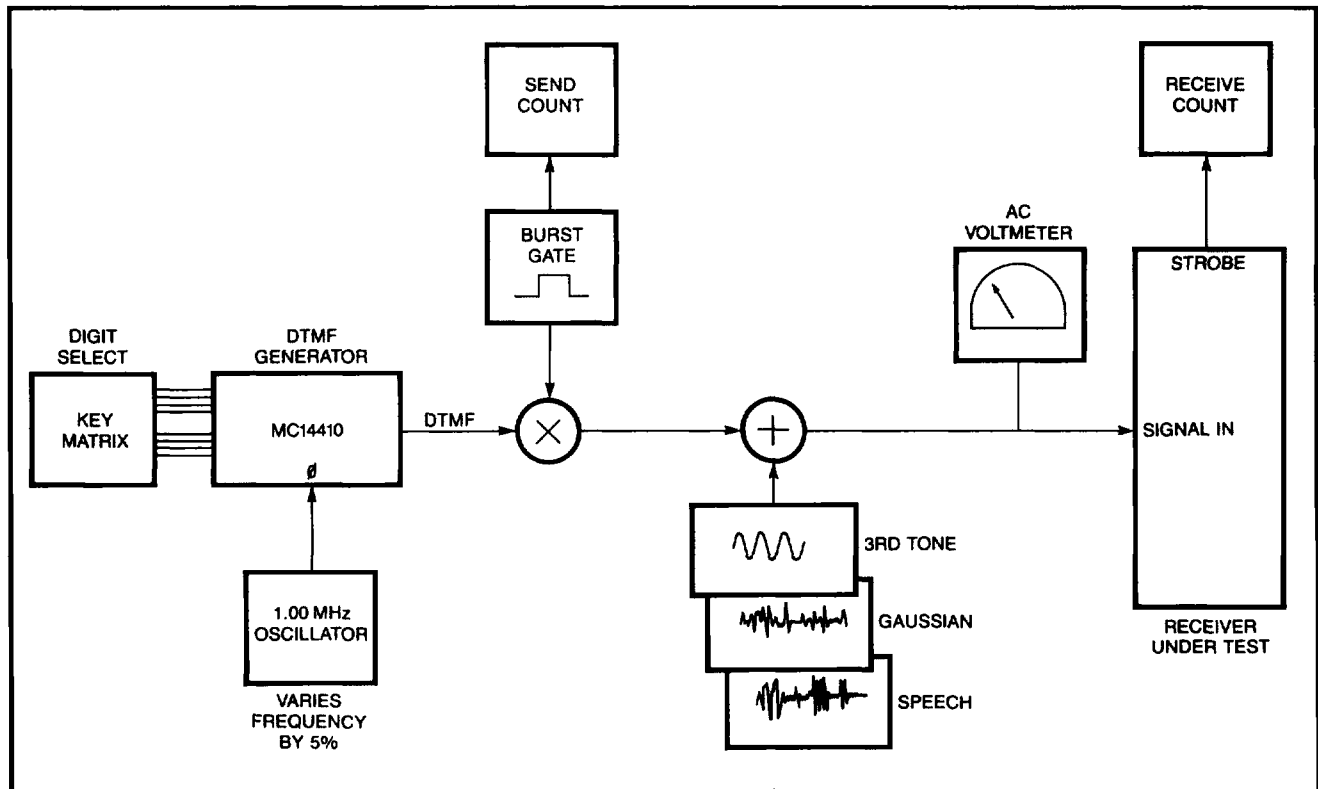 SEND
COUNT
RECEIVE
COUNT
BURST
GATE
AC
VOLTMETER
STROBE
DIGIT
SELECT
DTMF
GENERATOR
KEY
MATRIX
MC14410
ø
DTMF
×
+
SIGNAL IN
3RD TONE
1.00 MHz
OSCILLATOR
GAUSSIAN
RECEIVER
UNDER TEST
VARIES
FREQUENCY
BY 5%
SPEECH